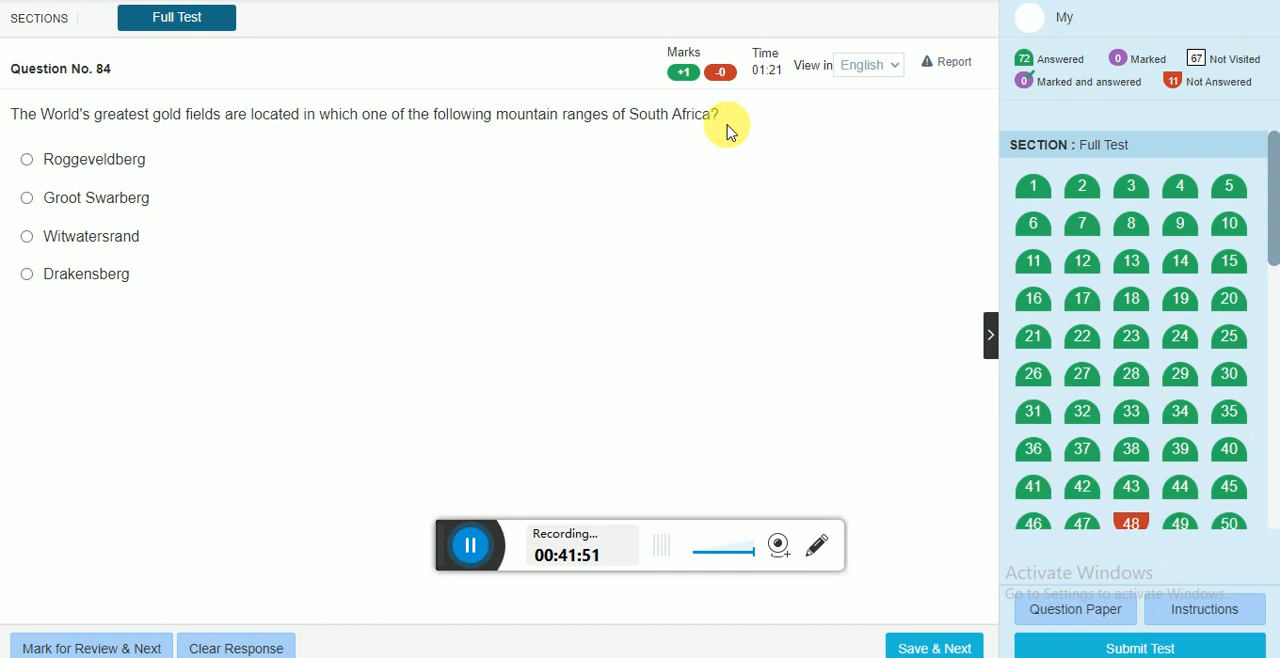 SECTIONS
Full Test
My
Question No. 84
Marks
+1 -0
Time
01:21
View in English
Report
72 Answered 0 Marked 67 Not Visited
0 Marked and answered 11 Not Answered
The World's greatest gold fields are located in which one of the following mountain ranges of South Africa?
Roggeveldberg
Groot Swarberg
Witwatersrand
Drakensberg
SECTION : Full Test
1 2 3 4 5
6 7 8 9 10
11 12 13 14 15
16 17 18 19 20
21 22 23 24 25
26 27 28 29 30
31 32 33 34 35
36 37 38 39 40
41 42 43 44 45
46 47 48 49 50
Recording...
00:41:51
Activate Windows
Go to Settings to activate Windows.
Question Paper Instructions
Mark for Review & Next Clear Response Save & Next Submit Test